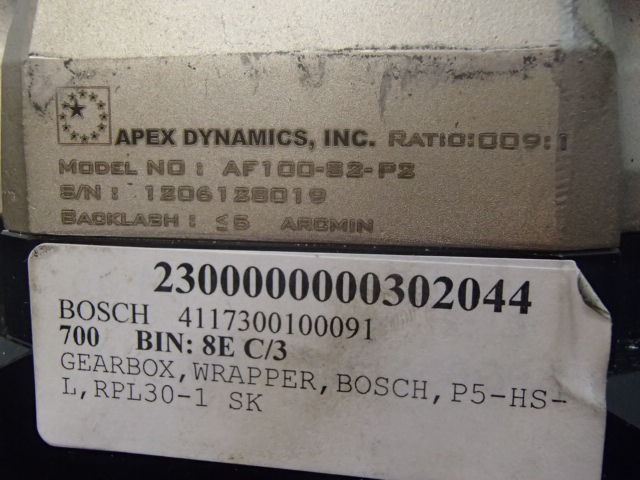 APEX DYNAMICS, INC. RATIO:009:1
MODEL NO : AF100-S2-P2
S/N : 1206138019
BACKLASH : ≤5 ARCMIN
2300000000302044
BOSCH 4117300100091
700 BIN: 8E C/3
GEARBOX,WRAPPER,BOSCH,P5-HS-
L,RPL30-1 SK